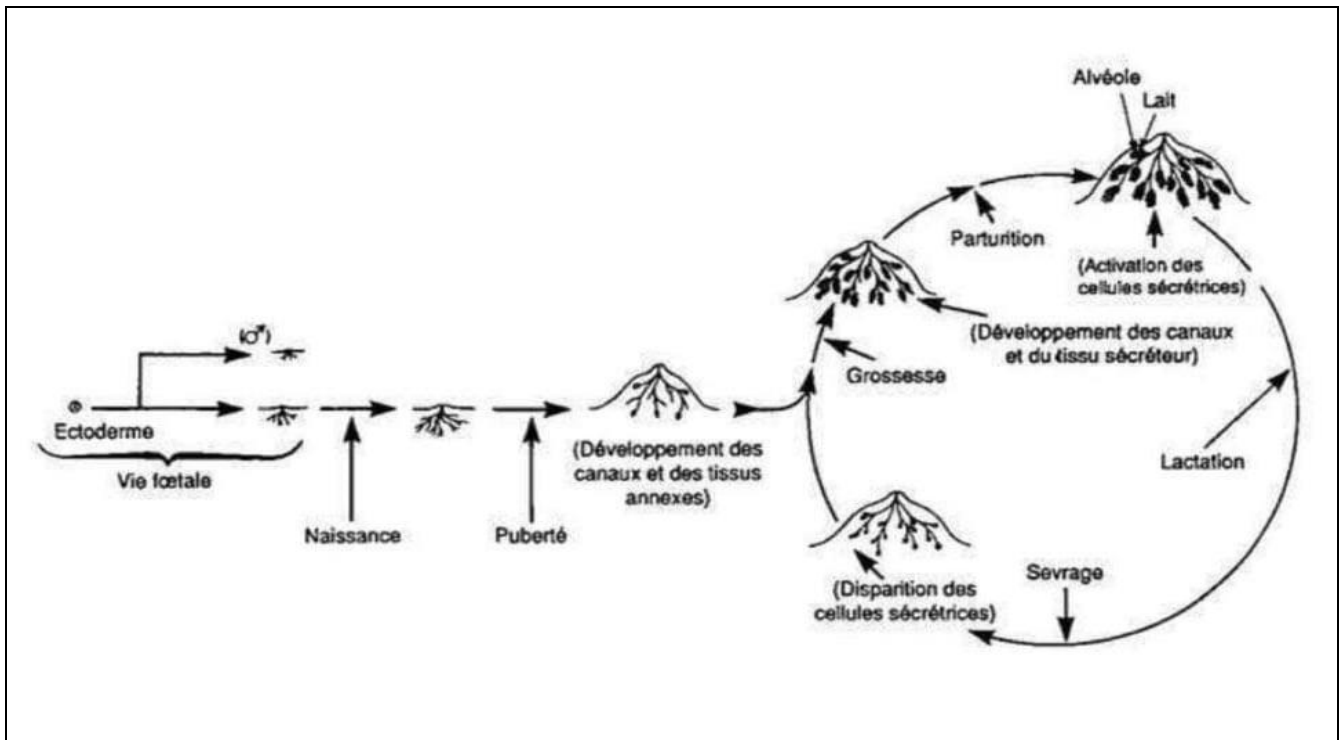 Alvéole
Lait
Parturition
(Activation des
cellules sécrétrices)
(Développement des canaux
et du tissu sécréteur)
Grossesse
(♂)
Ectoderme
Vie fœtale
Naissance
Puberté
(Développement des
canaux et des tissus
annexes)
Lactation
Sevrage
(Disparition des
cellules sécrétrices)